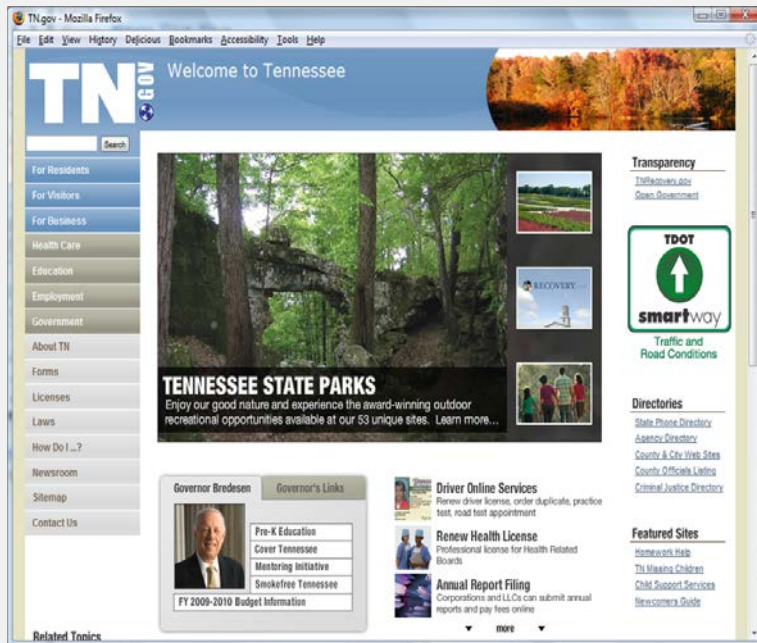 TN.gov - Mozilla Firefox
File Edit View History Delicious Bookmarks Accessibility Tools Help
TN.GOV
Welcome to Tennessee
Search
For Residents
For Visitors
For Business
Health Care
Education
Employment
Government
About TN
Forms
Licenses
Laws
How Do I ...?
Newsroom
Sitemap
Contact Us
Related Topics
RECOVERY
TENNESSEE STATE PARKS
Enjoy our good nature and experience the award-winning outdoor
recreational opportunities available at our 53 unique sites. Learn more...
Governor Bredesen
Governor's Links
Pre-K Education
Cover Tennessee
Mentoring Initiative
Smokefree Tennessee
FY 2009-2010 Budget Information
Driver Online Services
Renew driver license, order duplicate, practice
test, road test appointment
Renew Health License
Professional license for Health Related
Boards
Annual Report Filing
Corporations and LLCs can submit annual
reports and pay fees online
more
Transparency
TNRecovery.gov
Open Government
TDOT
smartway
Traffic and
Road Conditions
Directories
State Phone Directory
Agency Directory
County & City Web Sites
County Officials Listing
Criminal Justice Directory
Featured Sites
Homework Help
TN Missing Children
Child Support Services
Newcomers Guide